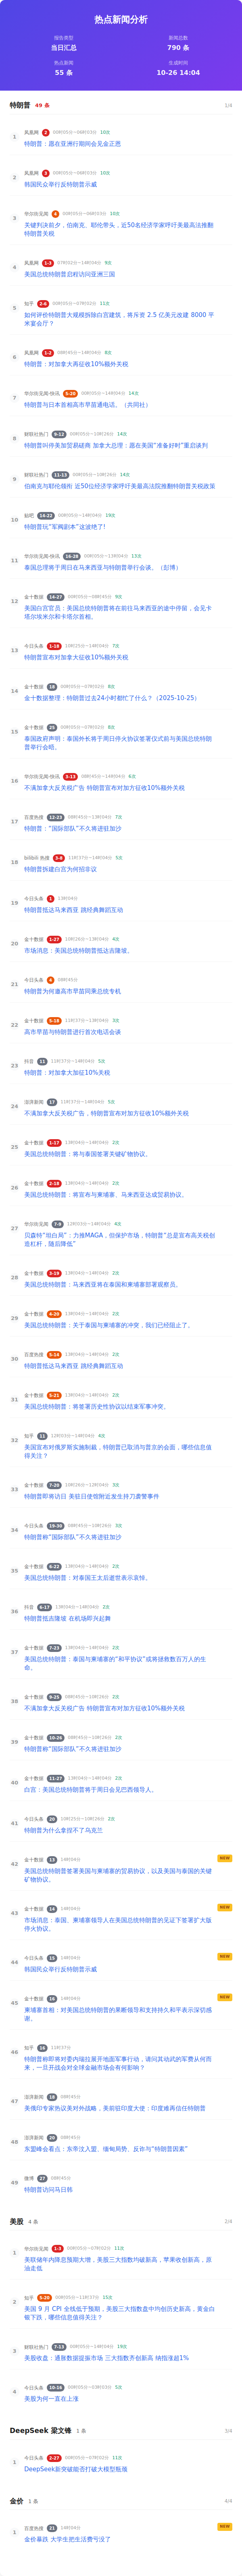 热点新闻分析
报告类型
当日汇总
新闻总数
790 条
热点新闻
55 条
生成时间
10-26 14:04
特朗普 49 条 1/4
1
凤凰网 2 00时05分~06时03分 10次
特朗普：愿在亚洲行期间会见金正恩
2
凤凰网 3 00时05分~06时03分 10次
韩国民众举行反特朗普示威
3
华尔街见闻 4 00时05分~06时03分 10次
关键判决前夕，伯南克、耶伦带头，近50名经济学家呼吁美最高法推翻特朗普关税
4
凤凰网 1-3 07时02分~14时04分 9次
美国总统特朗普启程访问亚洲三国
5
知乎 2-6 00时05分~07时02分 11次
如何评价特朗普大规模拆除白宫建筑，将斥资 2.5 亿美元改建 8000 平米宴会厅？
6
凤凰网 1-2 08时45分~14时04分 8次
特朗普：对加拿大再征收10%额外关税
7
华尔街见闻-快讯 5-20 00时05分~14时04分 14次
特朗普与日本首相高市早苗通电话。（共同社）
8
财联社热门 9-12 00时05分~10时26分 14次
特朗普叫停美加贸易磋商 加拿大总理：愿在美国“准备好时”重启谈判
9
财联社热门 11-13 00时05分~10时26分 14次
伯南克与耶伦领衔 近50位经济学家呼吁美最高法院推翻特朗普关税政策
10
贴吧 14-22 00时05分~14时04分 19次
特朗普玩“军阀剧本”这波绝了!
11
华尔街见闻-快讯 14-28 00时05分~13时04分 13次
泰国总理将于周日在马来西亚与特朗普举行会谈。（彭博）
12
金十数据 14-27 00时05分~08时45分 9次
美国白宫官员：美国总统特朗普将在前往马来西亚的途中停留，会见卡塔尔埃米尔和卡塔尔首相。
13
今日头条 1-19 10时25分~14时04分 7次
特朗普宣布对加拿大征收10%额外关税
14
金十数据 18 00时05分~07时02分 8次
金十数据整理：特朗普过去24小时都忙了什么？（2025-10-25）
15
金十数据 25 00时05分~07时02分 8次
泰国政府声明：泰国外长将于周日停火协议签署仪式前与美国总统特朗普举行会晤。
16
华尔街见闻-快讯 3-13 08时45分~14时04分 6次
不满加拿大反关税广告 特朗普宣布对加方征收10%额外关税
17
百度热搜 13-23 08时45分~13时04分 7次
特朗普：“国际部队”不久将进驻加沙
18
bilibili 热搜 3-8 11时37分~14时04分 5次
特朗普拆建白宫为何招非议
19
今日头条 1 13时04分
特朗普抵达马来西亚 跳经典舞蹈互动
20
金十数据 1-27 10时26分~13时04分 4次
市场消息：美国总统特朗普抵达吉隆坡。
21
今日头条 4 08时45分
特朗普为何邀高市早苗同乘总统专机
22
金十数据 5-10 11时37分~13时04分 3次
高市早苗与特朗普进行首次电话会谈
23
抖音 11 11时37分~14时04分 5次
特朗普：对加拿大加征10%关税
24
澎湃新闻 17 11时37分~14时04分 5次
不满加拿大反关税广告，特朗普宣布对加方征收10%额外关税
25
金十数据 1-17 13时04分~14时04分 2次
美国总统特朗普：将与泰国签署关键矿物协议。
26
金十数据 2-18 13时04分~14时04分 2次
美国总统特朗普：将宣布与柬埔寨、马来西亚达成贸易协议。
27
华尔街见闻 7-9 12时03分~14时04分 4次
贝森特“坦白局”：力推MAGA，但保护市场，特朗普“总是宣布高关税创造杠杆，随后降低”
28
金十数据 3-19 13时04分~14时04分 2次
美国总统特朗普：马来西亚将在泰国和柬埔寨部署观察员。
29
金十数据 4-20 13时04分~14时04分 2次
美国总统特朗普：关于泰国与柬埔寨的冲突，我们已经阻止了。
30
百度热搜 5-14 13时04分~14时04分 2次
特朗普抵达马来西亚 跳经典舞蹈互动
31
金十数据 5-21 13时04分~14时04分 2次
美国总统特朗普：将签署历史性协议以结束军事冲突。
32
知乎 11 12时03分~14时04分 4次
美国宣布对俄罗斯实施制裁，特朗普已取消与普京的会面，哪些信息值得关注？
33
金十数据 7-20 10时26分~12时04分 3次
特朗普即将访日 美驻日使馆附近发生持刀袭警事件
34
今日头条 19-30 08时45分~10时26分 3次
特朗普称“国际部队”不久将进驻加沙
35
金十数据 6-22 13时04分~14时04分 2次
美国总统特朗普：对泰国王太后逝世表示哀悼。
36
抖音 6-17 13时04分~14时04分 2次
特朗普抵吉隆坡 在机场即兴起舞
37
金十数据 7-23 13时04分~14时04分 2次
美国总统特朗普：泰国与柬埔寨的“和平协议”或将拯救数百万人的生命。
38
金十数据 9-25 08时45分~10时26分 2次
不满加拿大反关税广告 特朗普宣布对加方征收10%额外关税
39
金十数据 10-26 08时45分~10时26分 2次
特朗普称“国际部队”不久将进驻加沙
40
金十数据 11-27 13时04分~14时04分 2次
白宫：美国总统特朗普将于周日会见巴西领导人。
41
今日头条 20 10时25分~10时26分 2次
特朗普为什么拿捏不了乌克兰
42
金十数据 13 14时04分 NEW
美国总统特朗普签署美国与柬埔寨的贸易协议，以及美国与泰国的关键矿物协议。
43
金十数据 14 14时04分 NEW
市场消息：泰国、柬埔寨领导人在美国总统特朗普的见证下签署扩大版停火协议。
44
今日头条 15 14时04分 NEW
韩国民众举行反特朗普示威
45
金十数据 16 14时04分 NEW
柬埔寨首相：对美国总统特朗普的果断领导和支持持久和平表示深切感谢。
46
知乎 16 11时37分
特朗普称即将对委内瑞拉展开地面军事行动，请问其动武的军费从何而来，一旦开战会对全球金融市场会有何影响？
47
澎湃新闻 18 08时45分
美俄印专家热议美对外战略，美前驻印度大使：印度难再信任特朗普
48
澎湃新闻 20 08时45分
东盟峰会看点：东帝汶入盟、缅甸局势、反诈与“特朗普因素”
49
微博 27 08时45分
特朗普访问马日韩
美股 4 条 2/4
1
华尔街见闻 1-3 00时05分~07时02分 11次
美联储年内降息预期大增，美股三大指数均破新高，苹果收创新高，原油走低
2
知乎 5-20 00时05分~11时37分 15次
美国 9 月 CPI 全线低于预期，美股三大指数盘中均创历史新高，黄金白银下跌，哪些信息值得关注？
3
财联社热门 7-13 00时05分~14时04分 19次
美股收盘：通胀数据提振市场 三大指数齐创新高 纳指涨超1%
4
今日头条 10-16 00时05分~03时03分 5次
美股为何一直在上涨
DeepSeek 梁文锋 1 条 3/4
1
今日头条 2-27 00时05分~07时02分 11次
DeepSeek新突破能否打破大模型瓶颈
金价 1 条 4/4
1
百度热搜 21 14时04分 NEW
金价暴跌 大学生把生活费亏没了